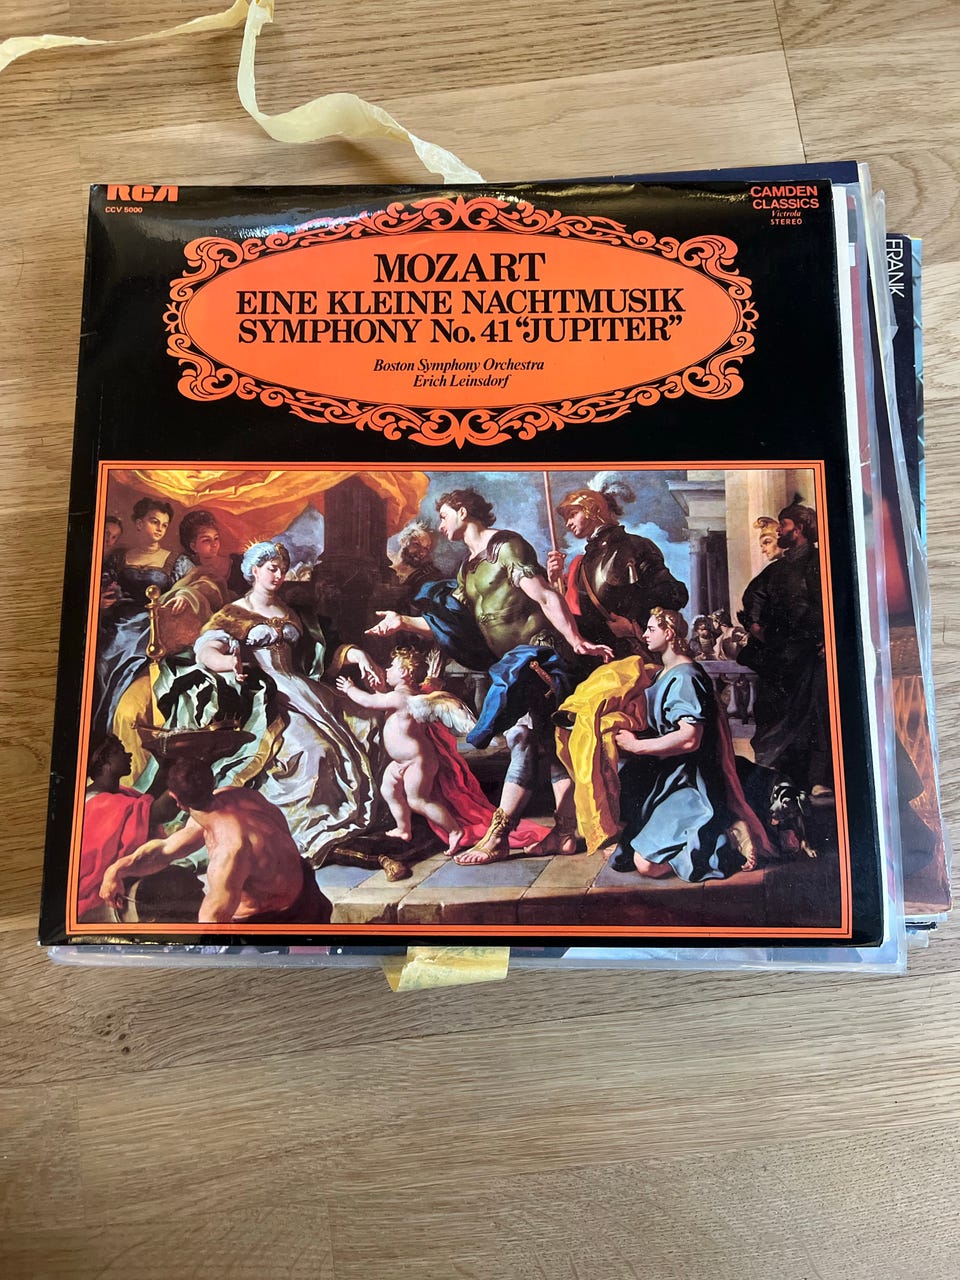 RCA
CCV 5000
CAMDEN
CLASSICS
Victrola
STEREO
MOZART
EINE KLEINE NACHTMUSIK
SYMPHONY No. 41 “JUPITER”
Boston Symphony Orchestra
Erich Leinsdorf
FRANK